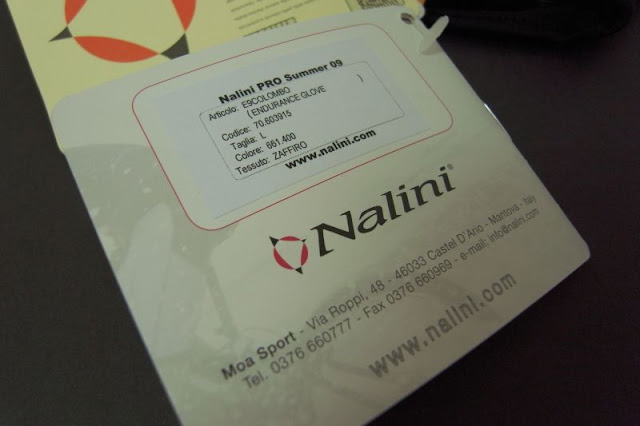 Nalini PRO Summer 09
Articolo: E9COLOMBO
( ENDURANCE GLOVE )
Codice: 70.603915
Taglia: L
Colore: 651.400
Tessuto: ZAFFIRO
www.nalini.com
Nalini®
Moa Sport - Via Roppi, 48 - 46033 Castel D'Ario - Mantova - Italy
Tel. 0376 660777 - Fax 0376 660969 - e-mail: info@nalini.com
www.nalini.com